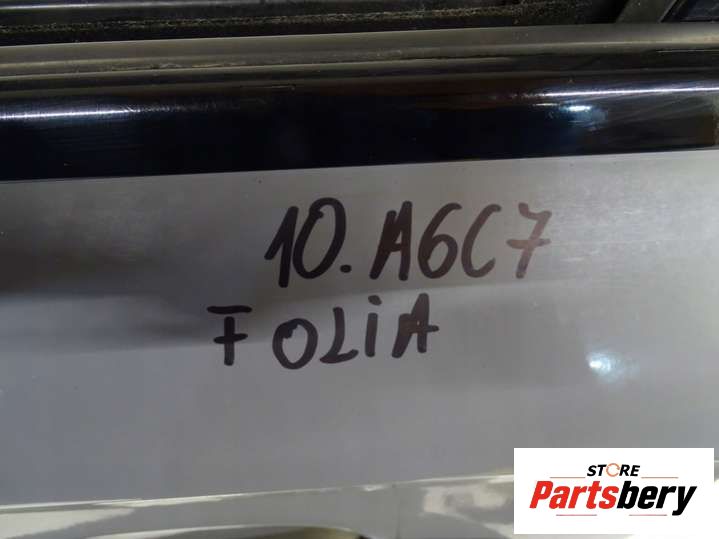 10. A6C7
FOLiA
STORE
Partsbery